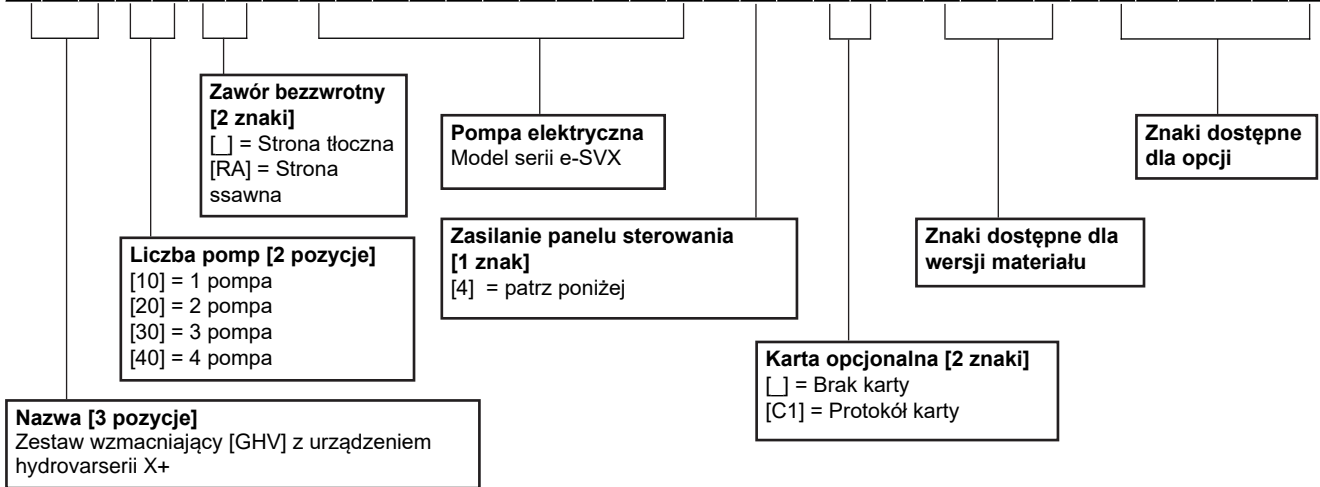 Zawór bezzwrotny
[2 znaki]
[_] = Strona tłoczna
[RA] = Strona
ssawna
Pompa elektryczna
Model serii e-SVX
Znaki dostępne
dla opcji
Liczba pomp [2 pozycje]
[10] = 1 pompa
[20] = 2 pompa
[30] = 3 pompa
[40] = 4 pompa
Zasilanie panelu sterowania
[1 znak]
[4] = patrz poniżej
Znaki dostępne dla
wersji materiału
Karta opcjonalna [2 znaki]
[_] = Brak karty
[C1] = Protokół karty
Nazwa [3 pozycje]
Zestaw wzmacniający [GHV] z urządzeniem
hydrovarserii X+